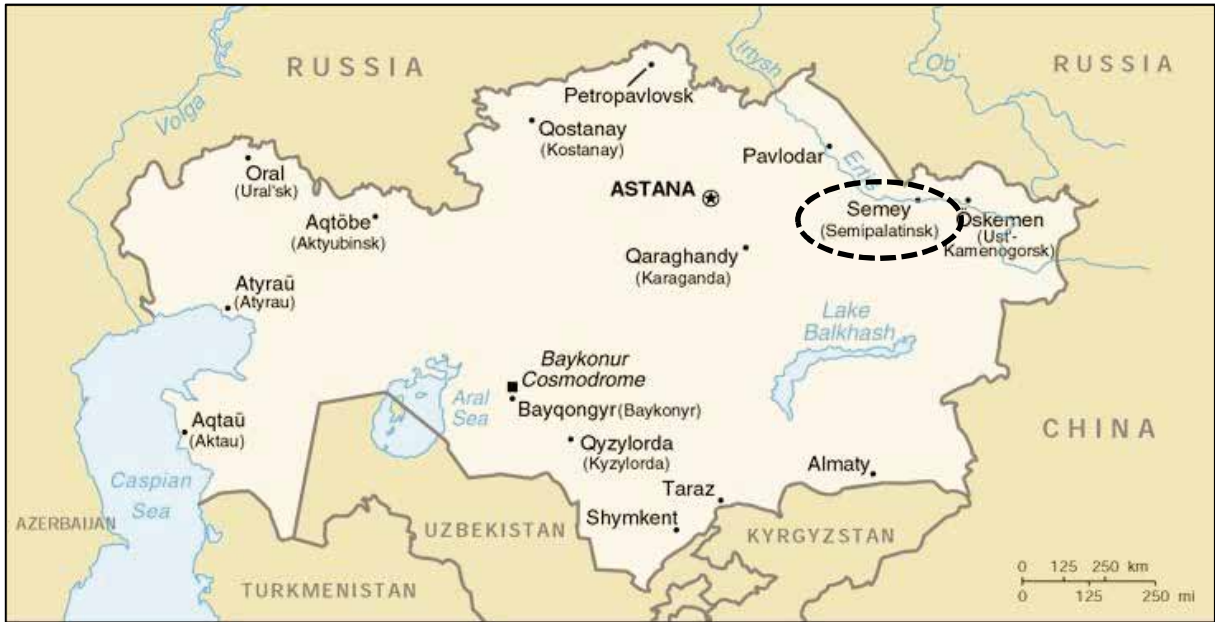 RUSSIA
RUSSIA
Irtysh
Ob'
Volga
Petropavlovsk
Qostanay
(Kostanay)
Pavlodar
Oral
(Ural'sk)
Ertis
ASTANA
Semey
(Semipalatinsk)
Öskemen
(Ust'-
Kamenogorsk)
Aqtöbe
(Aktyubinsk)
Qaraghandy
(Karaganda)
Atyraū
(Atyrau)
Lake
Balkhash
Baykonur
Cosmodrome
Aral
Sea
Bayqongyr (Baykonyr)
Aqtaū
(Aktau)
CHINA
Qyzylorda
(Kyzylorda)
Almaty
Caspian
Sea
Taraz
AZERBAIJAN
Shymkent
UZBEKISTAN
KYRGYZSTAN
TURKMENISTAN
0 125 250 km
0 125 250 mi